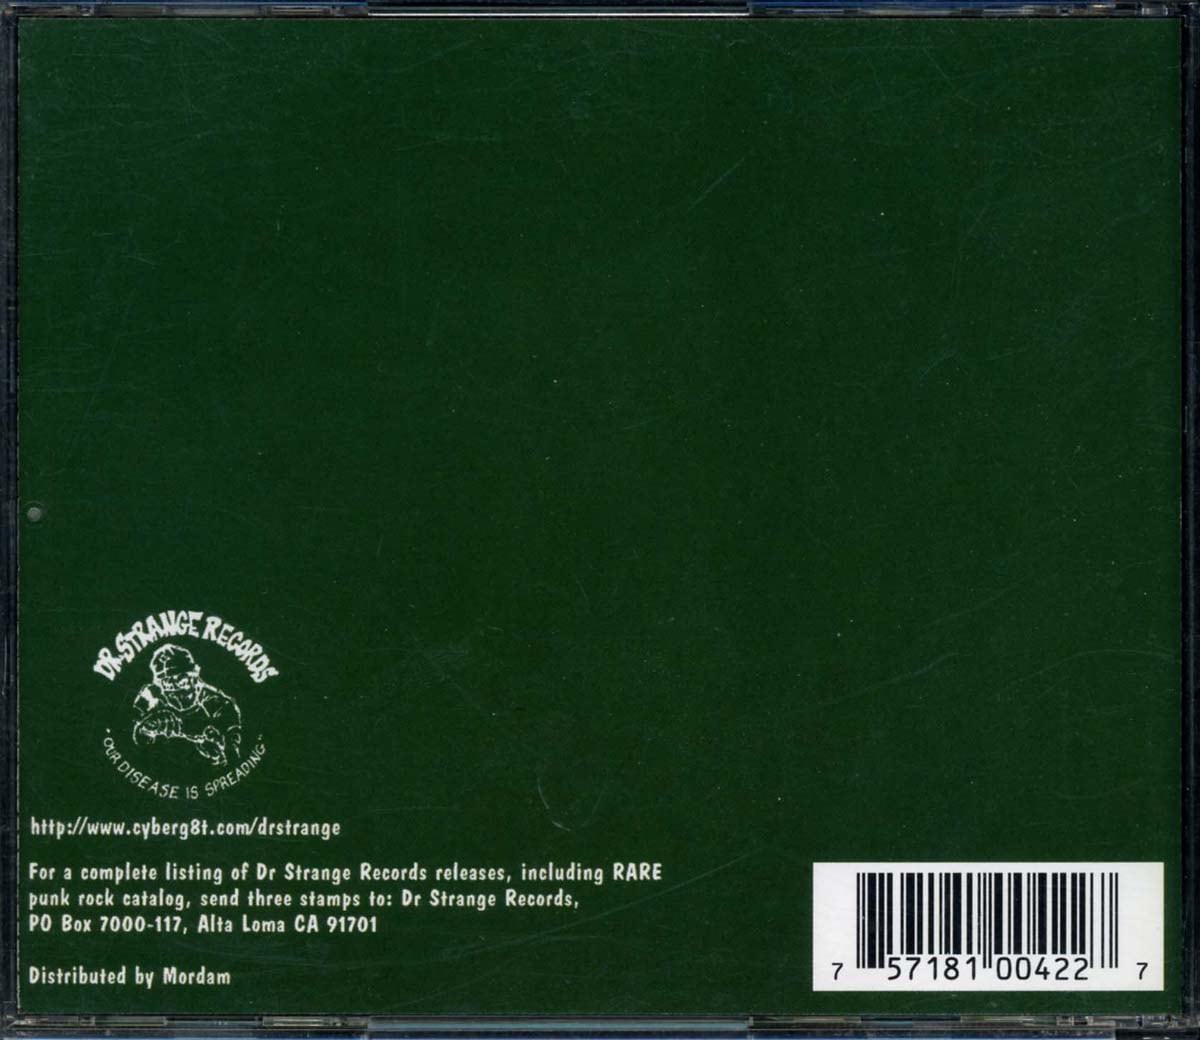 DR. STRANGE RECORDS
"OUR DISEASE IS SPREADING"
http://www.cyberg8t.com/drstrange
For a complete listing of Dr Strange Records releases, including RARE
punk rock catalog, send three stamps to: Dr Strange Records,
PO Box 7000-117, Alta Loma CA 91701
Distributed by Mordam
7 57181 00422 7